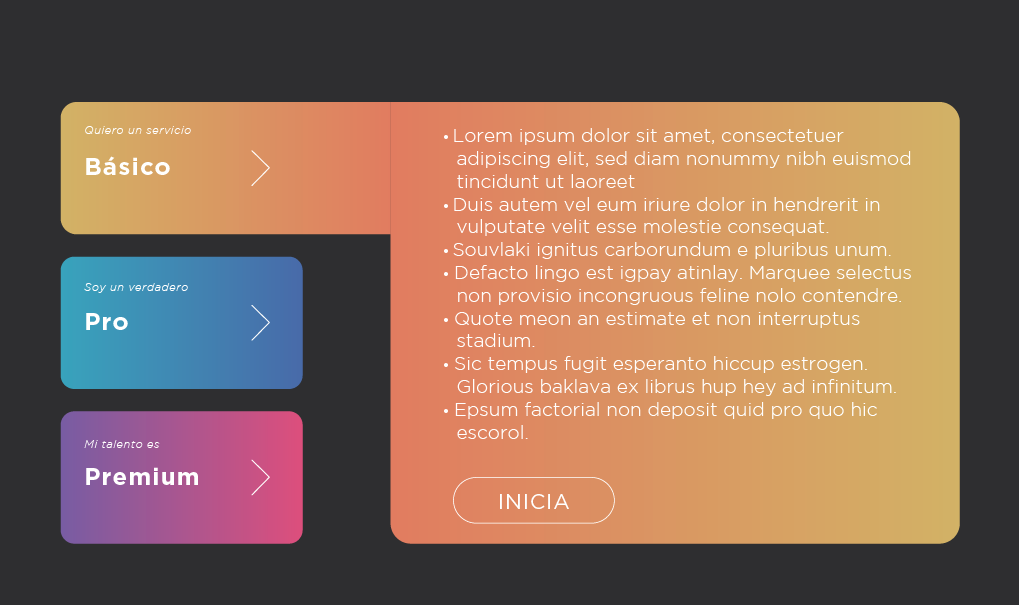 Quiero un servicio
Básico
Soy un verdadero
Pro
Mi talento es
Premium
• Lorem ipsum dolor sit amet, consectetuer
adipiscing elit, sed diam nonummy nibh euismod
tincidunt ut laoreet
• Duis autem vel eum iriure dolor in hendrerit in
vulputate velit esse molestie consequat.
• Souvlaki ignitus carborundum e pluribus unum.
• Defacto lingo est igpay atinlay. Marquee selectus
non provisio incongruous feline nolo contendre.
• Quote meon an estimate et non interruptus
stadium.
• Sic tempus fugit esperanto hiccup estrogen.
Glorious baklava ex librus hup hey ad infinitum.
• Epsum factorial non deposit quid pro quo hic
escorol.
INICIA